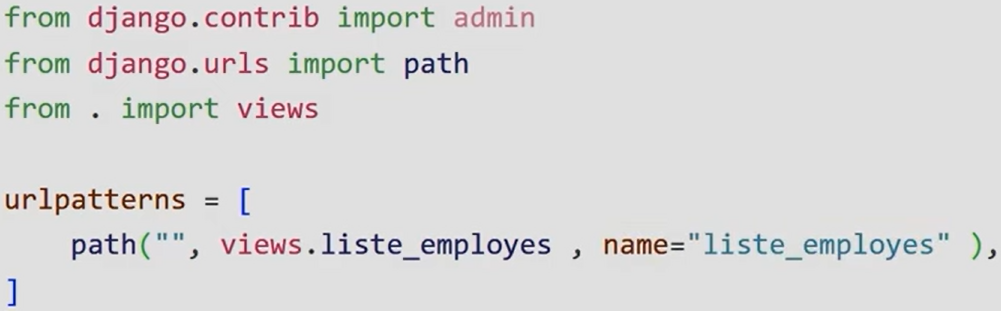 from django.contrib import admin
from django.urls import path
from . import views
urlpatterns = [
    path("", views.liste_employes , name="liste_employes" ),
]